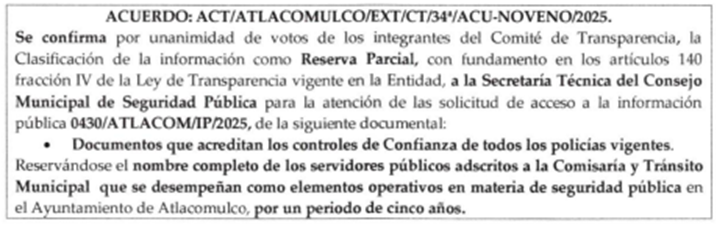 ACUERDO: ACT/ATLACOMULCO/EXT/CT/34ª/ACU-NOVENO/2025.
Se confirma por unanimidad de votos de los integrantes del Comité de Transparencia, la
Clasificación de la información como Reserva Parcial, con fundamento en los artículos 140
fracción IV de la Ley de Transparencia vigente en la Entidad, a la Secretaría Técnica del Consejo
Municipal de Seguridad Pública para la atención de las solicitud de acceso a la información
pública 0430/ATLACOM/IP/2025, de la siguiente documental:
• Documentos que acreditan los controles de Confianza de todos los policías vigentes.
Reservándose el nombre completo de los servidores públicos adscritos a la Comisaría y Tránsito
Municipal que se desempeñan como elementos operativos en materia de seguridad pública en
el Ayuntamiento de Atlacomulco, por un periodo de cinco años.